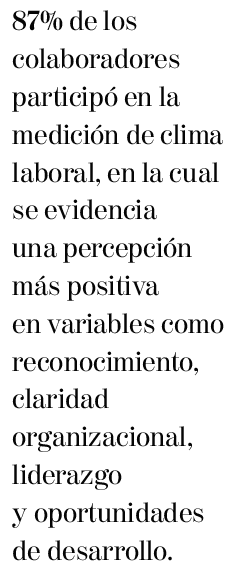 87% de los
colaboradores
participó en la
medición de clima
laboral, en la cual
se evidencia
una percepción
más positiva
en variables como
reconocimiento,
claridad
organizacional,
liderazgo
y oportunidades
de desarrollo.